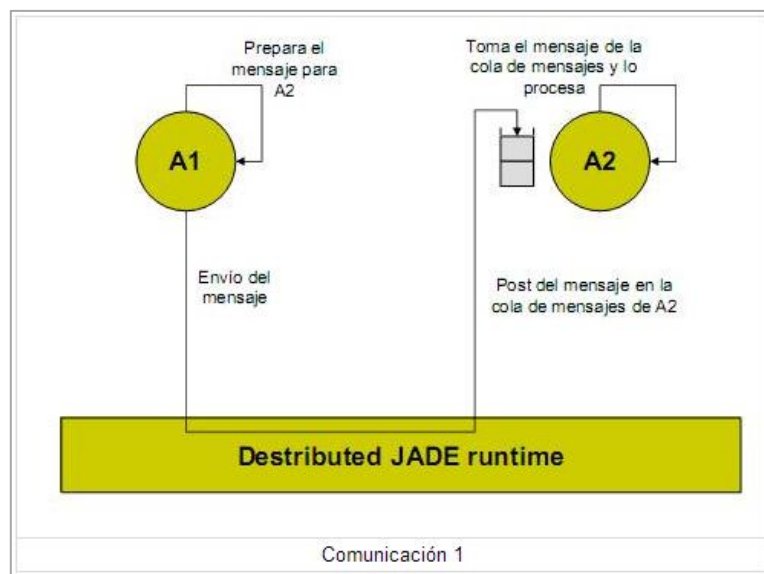 Prepara el
mensaje para
A2
Toma el mensaje de la
cola de mensajes y lo
procesa
A1
A2
Envío del
mensaje
Post del mensaje en la
cola de mensajes de A2
Destributed JADE runtime
Comunicación 1